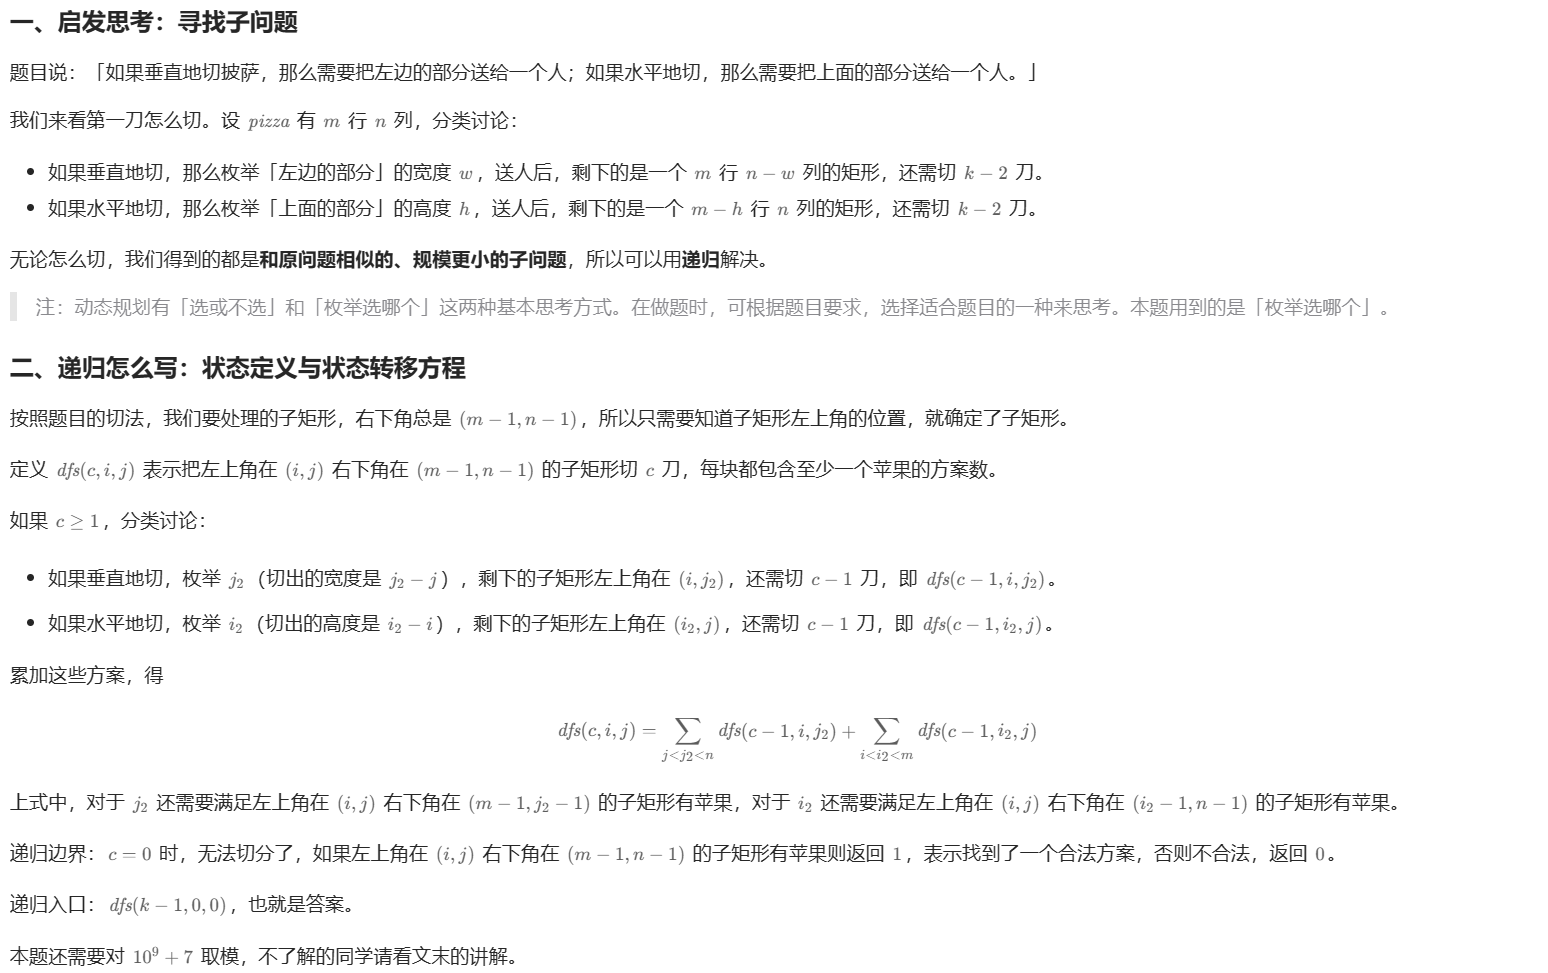 一、启发思考：寻找子问题
题目说：「如果垂直地切披萨，那么需要把左边的部分送给一个人；如果水平地切，那么需要把上面的部分送给一个人。」
我们来看第一刀怎么切。设 pizza 有 m 行 n 列，分类讨论：
• 如果垂直地切，那么枚举「左边的部分」的宽度 w，送人后，剩下的是一个 m 行 n − w 列的矩形，还需切 k − 2 刀。
• 如果水平地切，那么枚举「上面的部分」的高度 h，送人后，剩下的是一个 m − h 行 n 列的矩形，还需切 k − 2 刀。
无论怎么切，我们得到的都是和原问题相似的、规模更小的子问题，所以可以用递归解决。
注：动态规划有「选或不选」和「枚举选哪个」这两种基本思考方式。在做题时，可根据题目要求，选择适合题目的一种来思考。本题用到的是「枚举选哪个」。
二、递归怎么写：状态定义与状态转移方程
按照题目的切法，我们要处理的子矩形，右下角总是 (m − 1, n − 1)，所以只需要知道子矩形左上角的位置，就确定了子矩形。
定义 dfs(c, i, j) 表示把左上角在 (i, j) 右下角在 (m − 1, n − 1) 的子矩形切 c 刀，每块都包含至少一个苹果的方案数。
如果 c ≥ 1，分类讨论：
• 如果垂直地切，枚举 j₂（切出的宽度是 j₂ − j），剩下的子矩形左上角在 (i, j₂)，还需切 c − 1 刀，即 dfs(c − 1, i, j₂)。
• 如果水平地切，枚举 i₂（切出的高度是 i₂ − i），剩下的子矩形左上角在 (i₂, j)，还需切 c − 1 刀，即 dfs(c − 1, i₂, j)。
累加这些方案，得
dfs(c, i, j) = ∑_{j<j₂<n} dfs(c − 1, i, j₂) + ∑_{i<i₂<m} dfs(c − 1, i₂, j)
上式中，对于 j₂ 还需要满足左上角在 (i, j) 右下角在 (m − 1, j₂ − 1) 的子矩形有苹果，对于 i₂ 还需要满足左上角在 (i, j) 右下角在 (i₂ − 1, n − 1) 的子矩形有苹果。
递归边界：c = 0 时，无法切分了，如果左上角在 (i, j) 右下角在 (m − 1, n − 1) 的子矩形有苹果则返回 1，表示找到了一个合法方案，否则不合法，返回 0。
递归入口：dfs(k − 1, 0, 0)，也就是答案。
本题还需要对 10⁹ + 7 取模，不了解的同学请看文末的讲解。